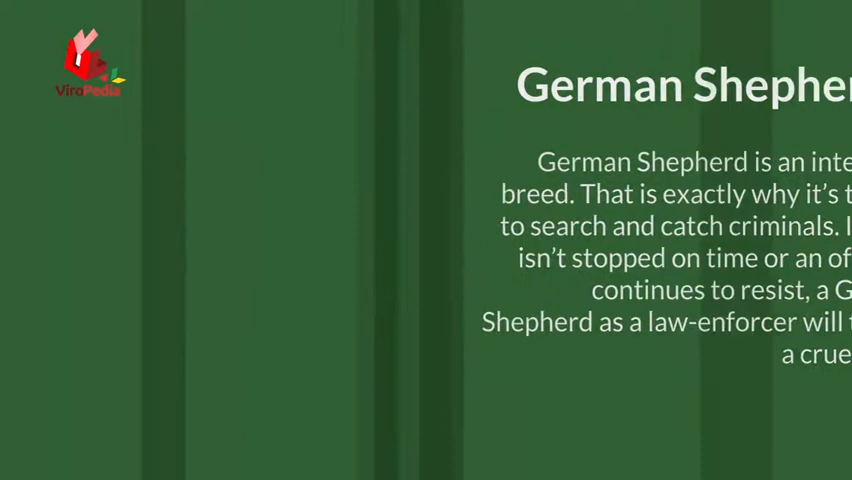 ViroPedia
German Shepher
German Shepherd is an inte
breed. That is exactly why it’s t
to search and catch criminals. I
isn’t stopped on time or an of
continues to resist, a G
Shepherd as a law-enforcer will t
a crue